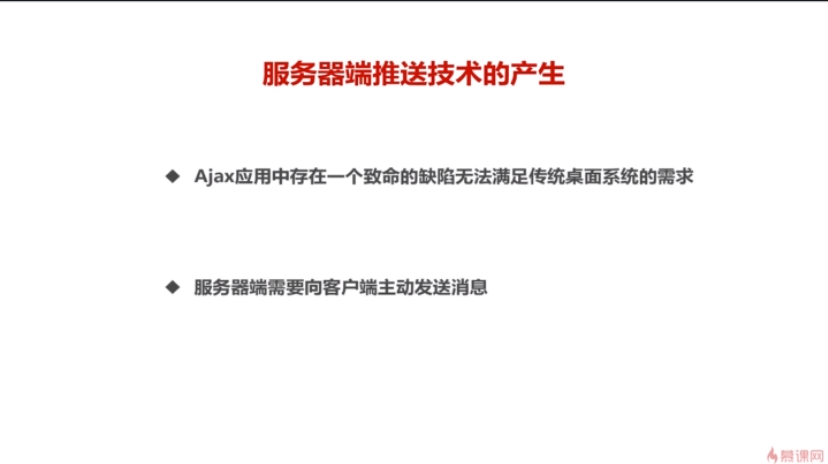 服务器端推送技术的产生
◆ Ajax应用中存在一个致命的缺陷无法满足传统桌面系统的需求
◆ 服务器端需要向客户端主动发送消息
慕课网